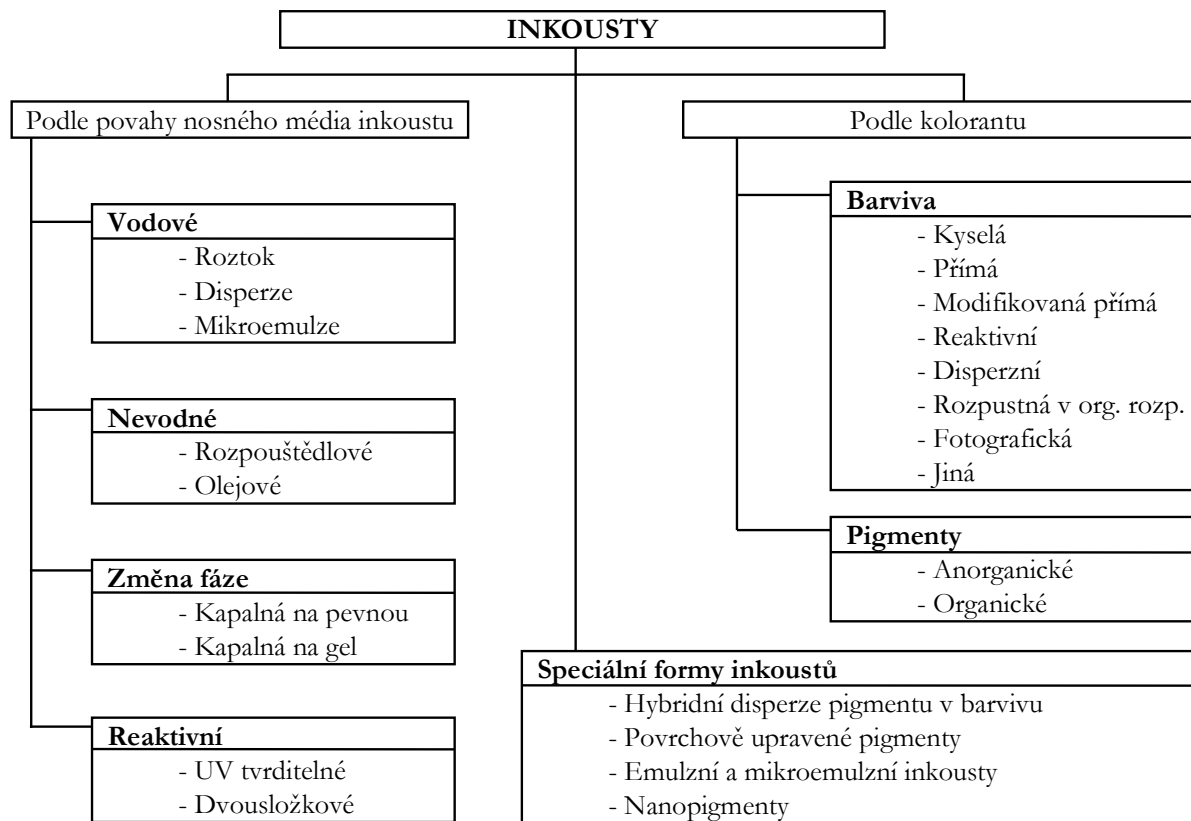 INKOUSTY
Podle povahy nosného média inkoustu
Vodové
- Roztok
- Disperze
- Mikroemulze
Nevodné
- Rozpouštědlové
- Olejové
Změna fáze
- Kapalná na pevnou
- Kapalná na gel
Reaktivní
- UV tvrditelné
- Dvousložkové
Podle kolorantu
Barviva
- Kyselá
- Přímá
- Modifikovaná přímá
- Reaktivní
- Disperzní
- Rozpustná v org. rozp.
- Fotografická
- Jiná
Pigmenty
- Anorganické
- Organické
Speciální formy inkoustů
- Hybridní disperze pigmentu v barvivu
- Povrchově upravené pigmenty
- Emulzní a mikroemulzní inkousty
- Nanopigmenty